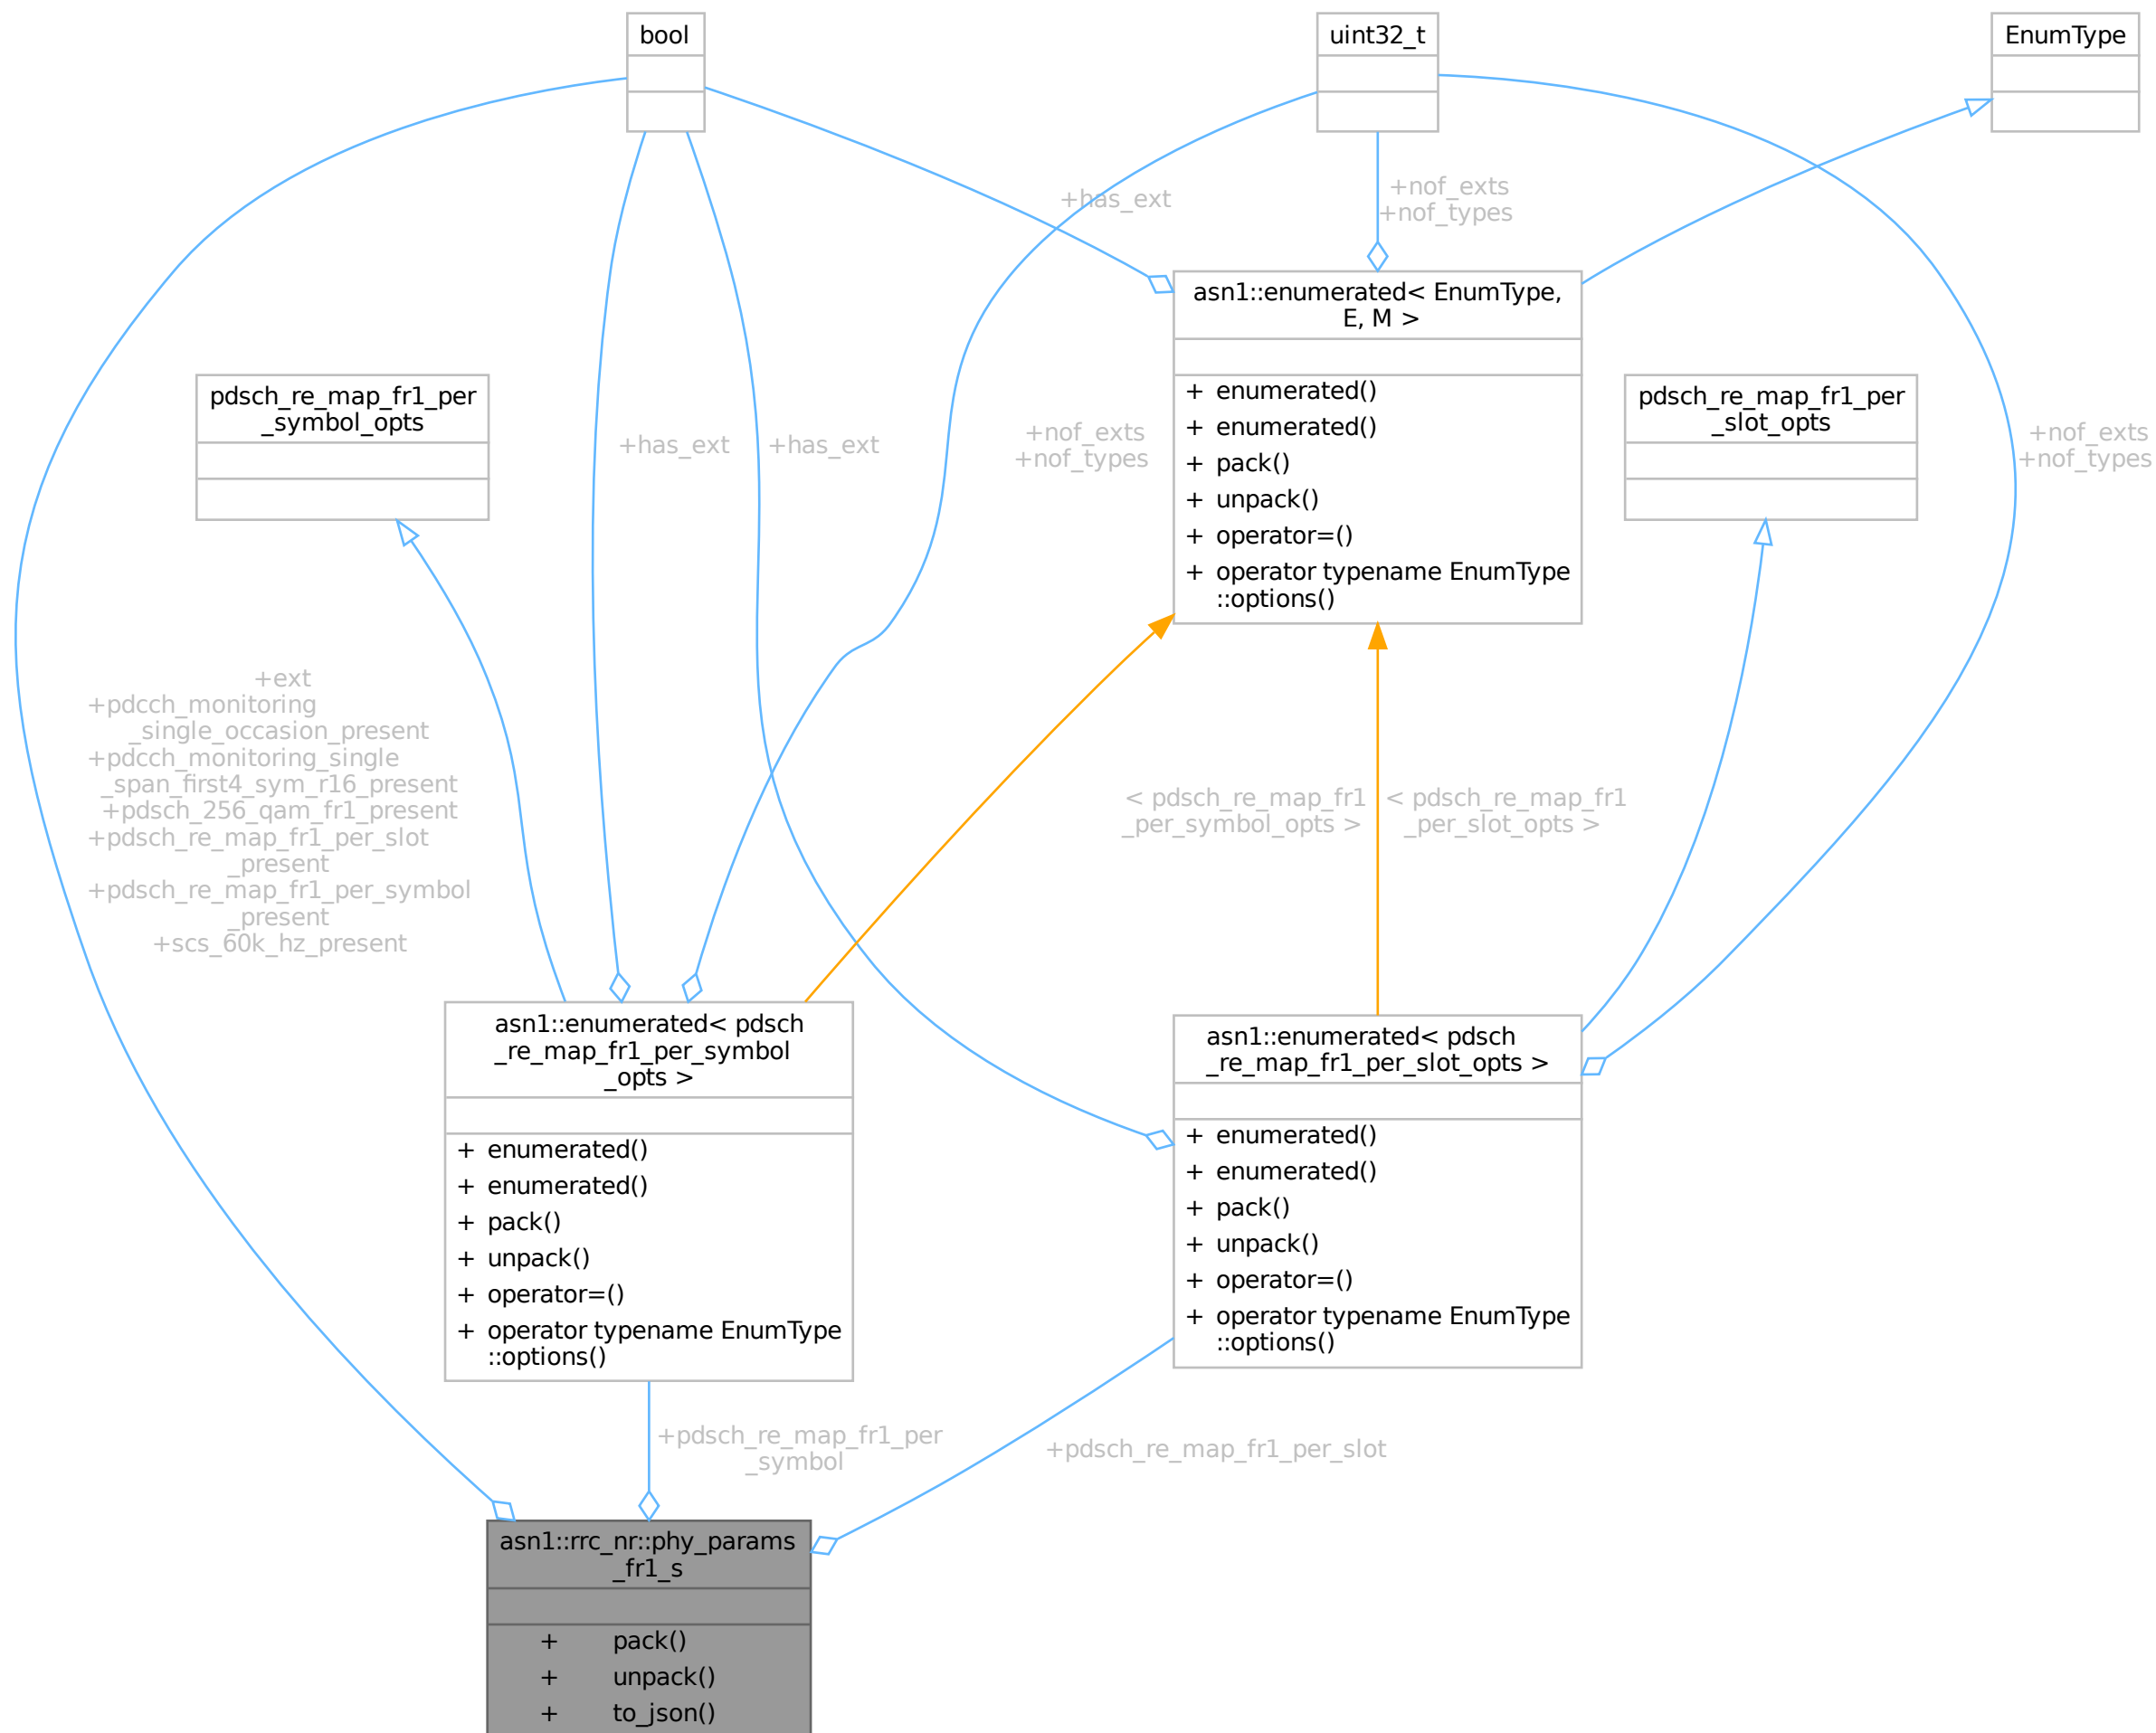 bool
uint32_t
EnumType
+has_ext
+nof_exts
+nof_types
asn1::enumerated< EnumType,
E, M >
+ enumerated()
+ enumerated()
+ pack()
+ unpack()
+ operator=()
+ operator typename EnumType
::options()
pdsch_re_map_fr1_per
_symbol_opts
pdsch_re_map_fr1_per
_slot_opts
+has_ext
+has_ext
+nof_exts
+nof_types
+nof_exts
+nof_types
+ext
+pdcch_monitoring
_single_occasion_present
+pdcch_monitoring_single
_span_first4_sym_r16_present
+pdsch_256_qam_fr1_present
+pdsch_re_map_fr1_per_slot
_present
+pdsch_re_map_fr1_per_symbol
_present
+scs_60k_hz_present
< pdsch_re_map_fr1
_per_symbol_opts >
< pdsch_re_map_fr1
_per_slot_opts >
asn1::enumerated< pdsch
_re_map_fr1_per_symbol
_opts >
+ enumerated()
+ enumerated()
+ pack()
+ unpack()
+ operator=()
+ operator typename EnumType
::options()
asn1::enumerated< pdsch
_re_map_fr1_per_slot_opts >
+ enumerated()
+ enumerated()
+ pack()
+ unpack()
+ operator=()
+ operator typename EnumType
::options()
+pdsch_re_map_fr1_per
_symbol
+pdsch_re_map_fr1_per_slot
asn1::rrc_nr::phy_params
_fr1_s
+ pack()
+ unpack()
+ to_json()